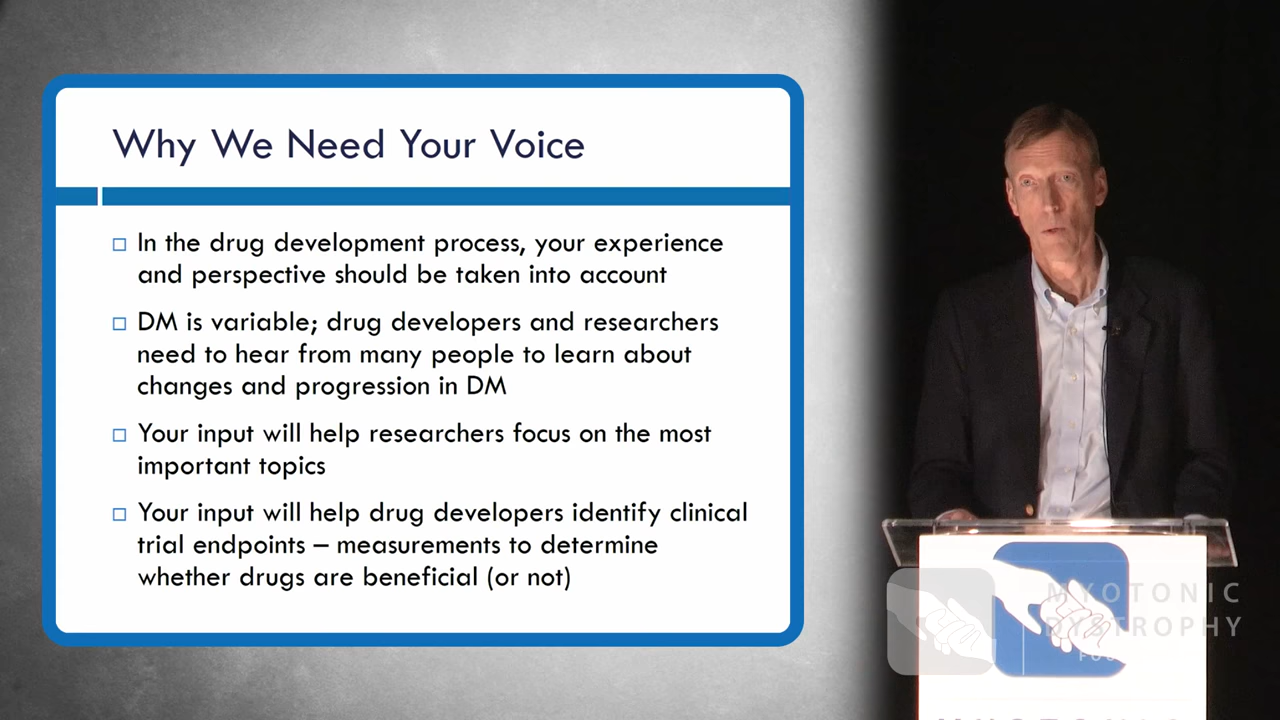 Why We Need Your Voice
In the drug development process, your experience
and perspective should be taken into account
DM is variable; drug developers and researchers
need to hear from many people to learn about
changes and progression in DM
Your input will help researchers focus on the most
important topics
Your input will help drug developers identify clinical
trial endpoints – measurements to determine
whether drugs are beneficial (or not)
MYOTONIC
DYSTROPHY